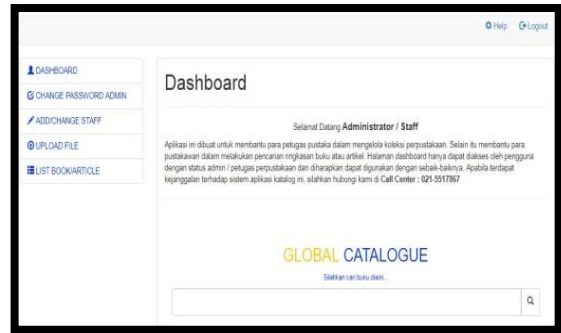 Help Logout
DASHBOARD
CHANGE PASSWORD ADMIN
ADD/CHANGE STAFF
UPLOAD FILE
LIST BOOK/ARTICLE
Dashboard
Selamat Datang Administrator / Staff
Aplikasi ini dibuat untuk membantu para petugas pustaka dalam mengelola koleksi perpustakaan. Selain itu membantu para
pustakawan dalam melakukan pencarian ringkasan buku atau artikel. Halaman dashboard hanya dapat diakses oleh pengguna
dengan status admin / petugas perpustakaan dan diharapkan dapat digunakan dengan sebaik-baiknya. Apabila terdapat
kejanggalan terhadap sistem aplikasi katalog ini, silahkan hubungi kami di Call Center : 021-5517867
GLOBAL CATALOGUE
Silahkan cari buku disini...